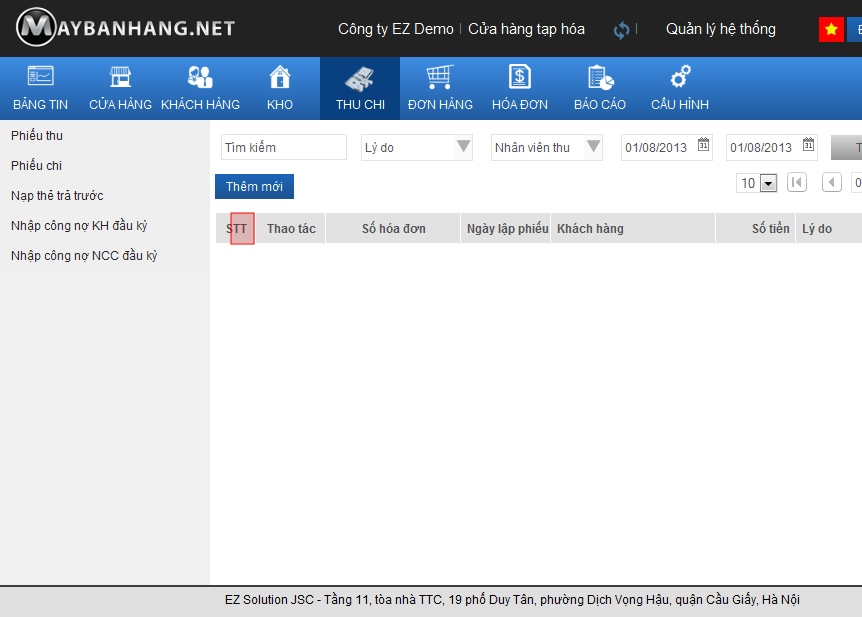 MAYBANHANG.NET
Công ty EZ Demo | Cửa hàng tạp hóa | Quản lý hệ thống
BẢNG TIN CỬA HÀNG KHÁCH HÀNG KHO THU CHI ĐƠN HÀNG HÓA ĐƠN BÁO CÁO CẤU HÌNH
Phiếu thu
Phiếu chi
Nạp thẻ trả trước
Nhập công nợ KH đầu kỳ
Nhập công nợ NCC đầu kỳ
Tìm kiếm Lý do Nhân viên thu 01/08/2013 01/08/2013
Thêm mới 10
STT Thao tác Số hóa đơn Ngày lập phiếu Khách hàng Số tiền Lý do
EZ Solution JSC - Tầng 11, tòa nhà TTC, 19 phố Duy Tân, phường Dịch Vọng Hậu, quận Cầu Giấy, Hà Nội